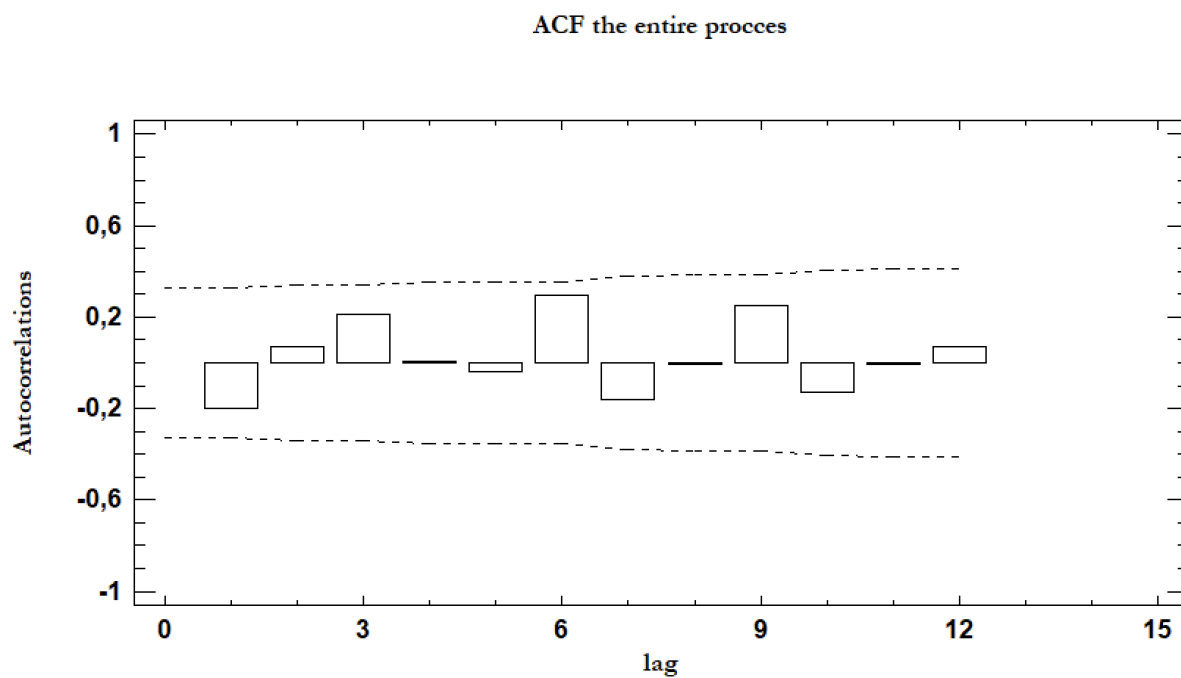 ACF the entire procces
1
0,6
0,2
-0,2
-0,6
-1
Autocorrelations
0 3 6 9 12 15
lag